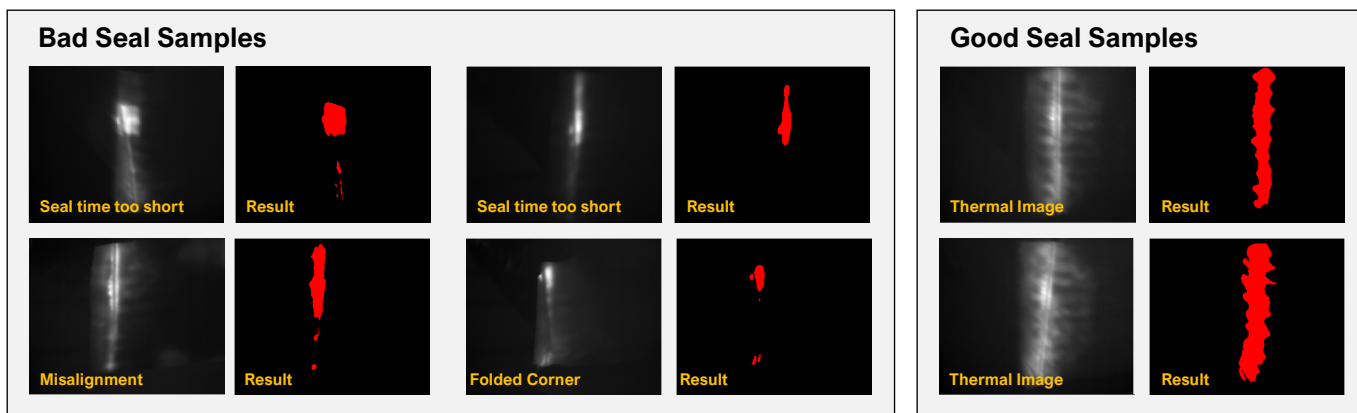 Bad Seal Samples
Seal time too short
Result
Seal time too short
Result
Misalignment
Result
Folded Corner
Result
Good Seal Samples
Thermal Image
Result
Thermal Image
Result